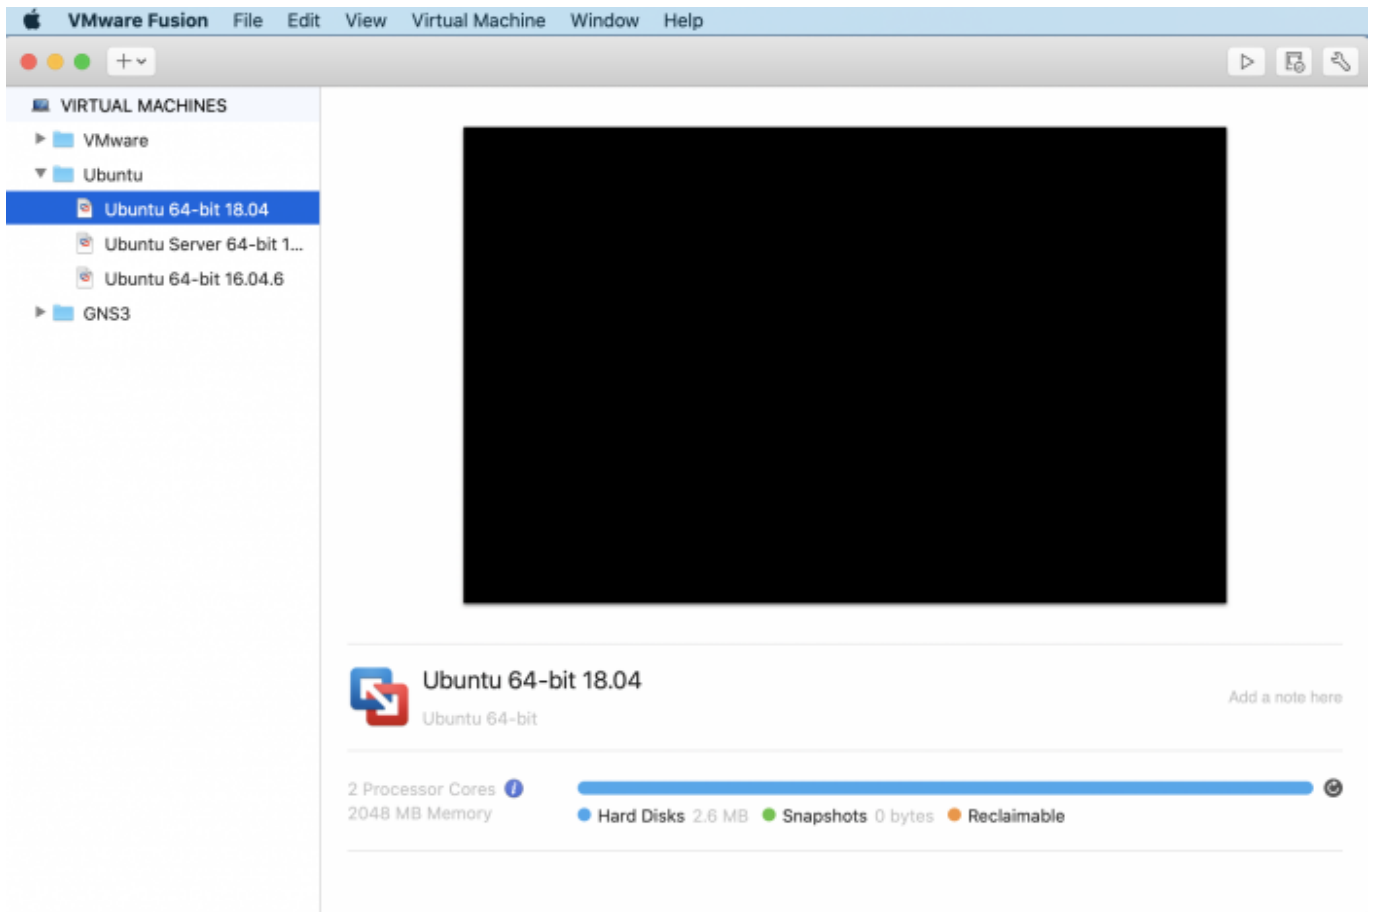 VMware Fusion File Edit View Virtual Machine Window Help
VIRTUAL MACHINES
VMware
Ubuntu
Ubuntu 64-bit 18.04
Ubuntu Server 64-bit 1...
Ubuntu 64-bit 16.04.6
GNS3
Ubuntu 64-bit 18.04
Ubuntu 64-bit
Add a note here
2 Processor Cores
2048 MB Memory
Hard Disks 2.6 MB Snapshots 0 bytes Reclaimable